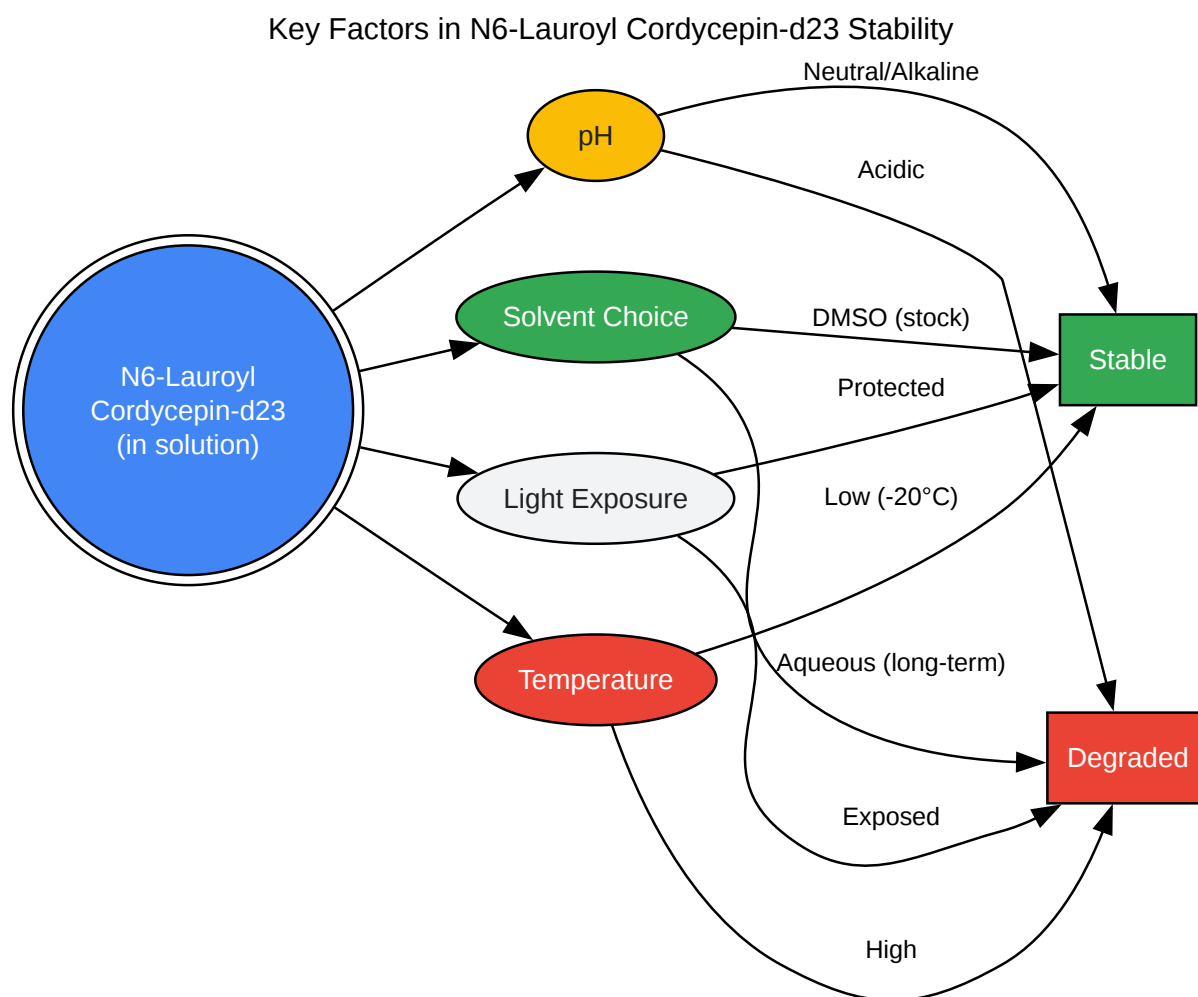 Key Factors in N6-Lauroyl Cordycepin-d23 Stability
Neutral/Alkaline
pH
Acidic
Solvent Choice
DMSO (stock)
Stable
N6-Lauroyl
Cordycepin-d23
(in solution)
Protected
Light Exposure
Low (-20°C)
Temperature
Aqueous (long-term)
Degraded
Exposed
High